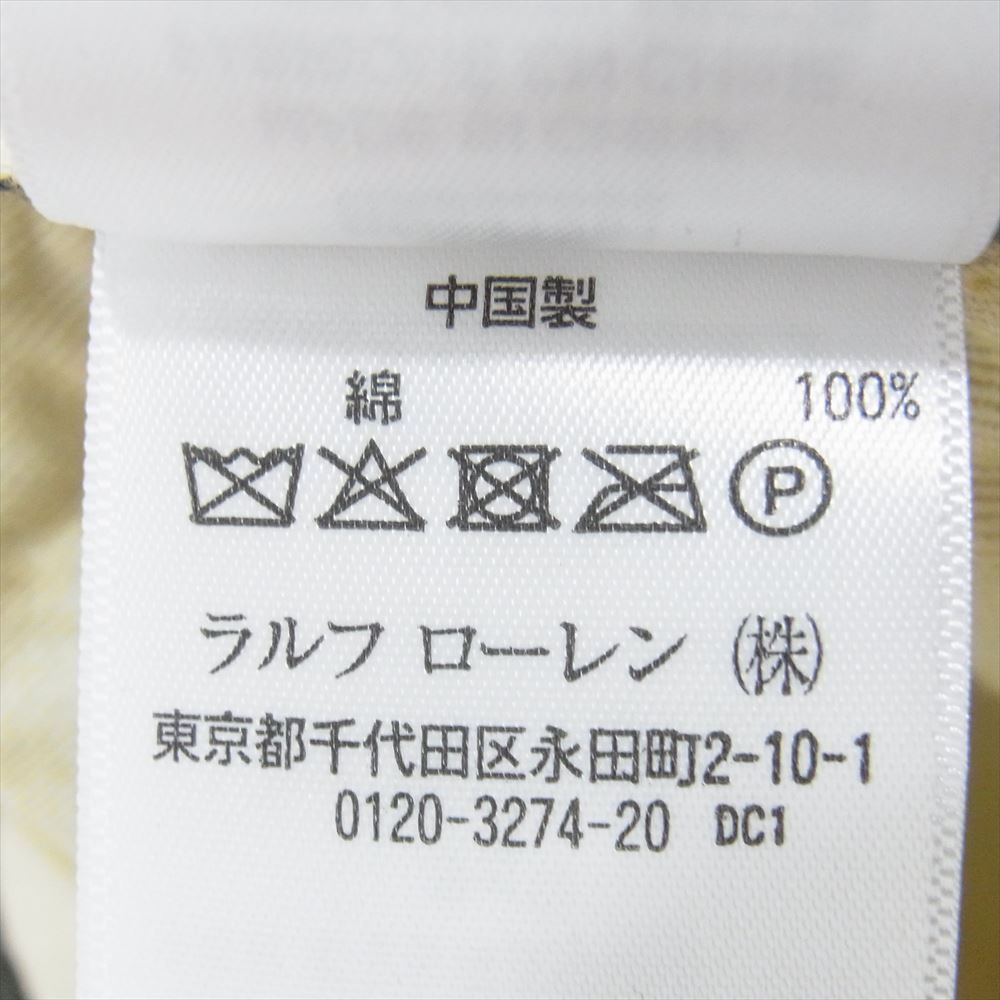 中国製
綿 100%
P
ラルフ ローレン ㈱
東京都千代田区永田町2-10-1
0120-3274-20 DC1